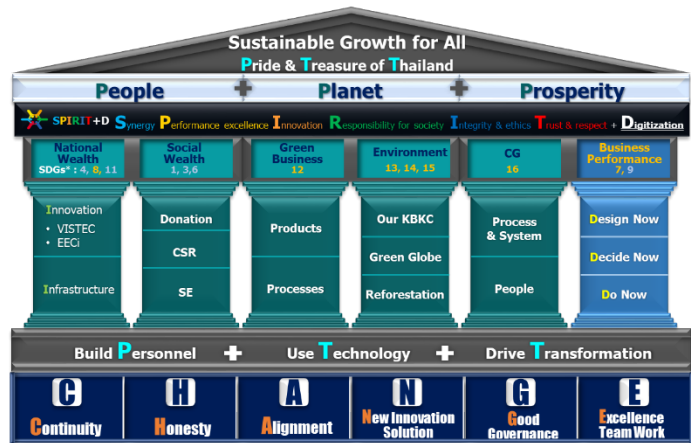 Sustainable Growth for All
Pride & Treasure of Thailand
People + Planet + Prosperity
SPIRIT+D Synergy Performance excellence Innovation Responsibility for society Integrity & ethics Trust & respect + Digitization
National Wealth
SDGs* : 4, 8, 11
Social Wealth
1, 3,6
Green Business
12
Environment
13, 14, 15
CG
16
Business Performance
7, 9
Innovation
• VISTEC
• EECi
Infrastructure
Donation
CSR
SE
Products
Processes
Our KBKC
Green Globe
Reforestation
Process & System
People
Design Now
Decide Now
Do Now
Build Personnel + Use Technology + Drive Transformation
C
Continuity
H
Honesty
A
Alignment
N
New Innovation
Solution
G
Good
Governance
E
Excellence
Team Work